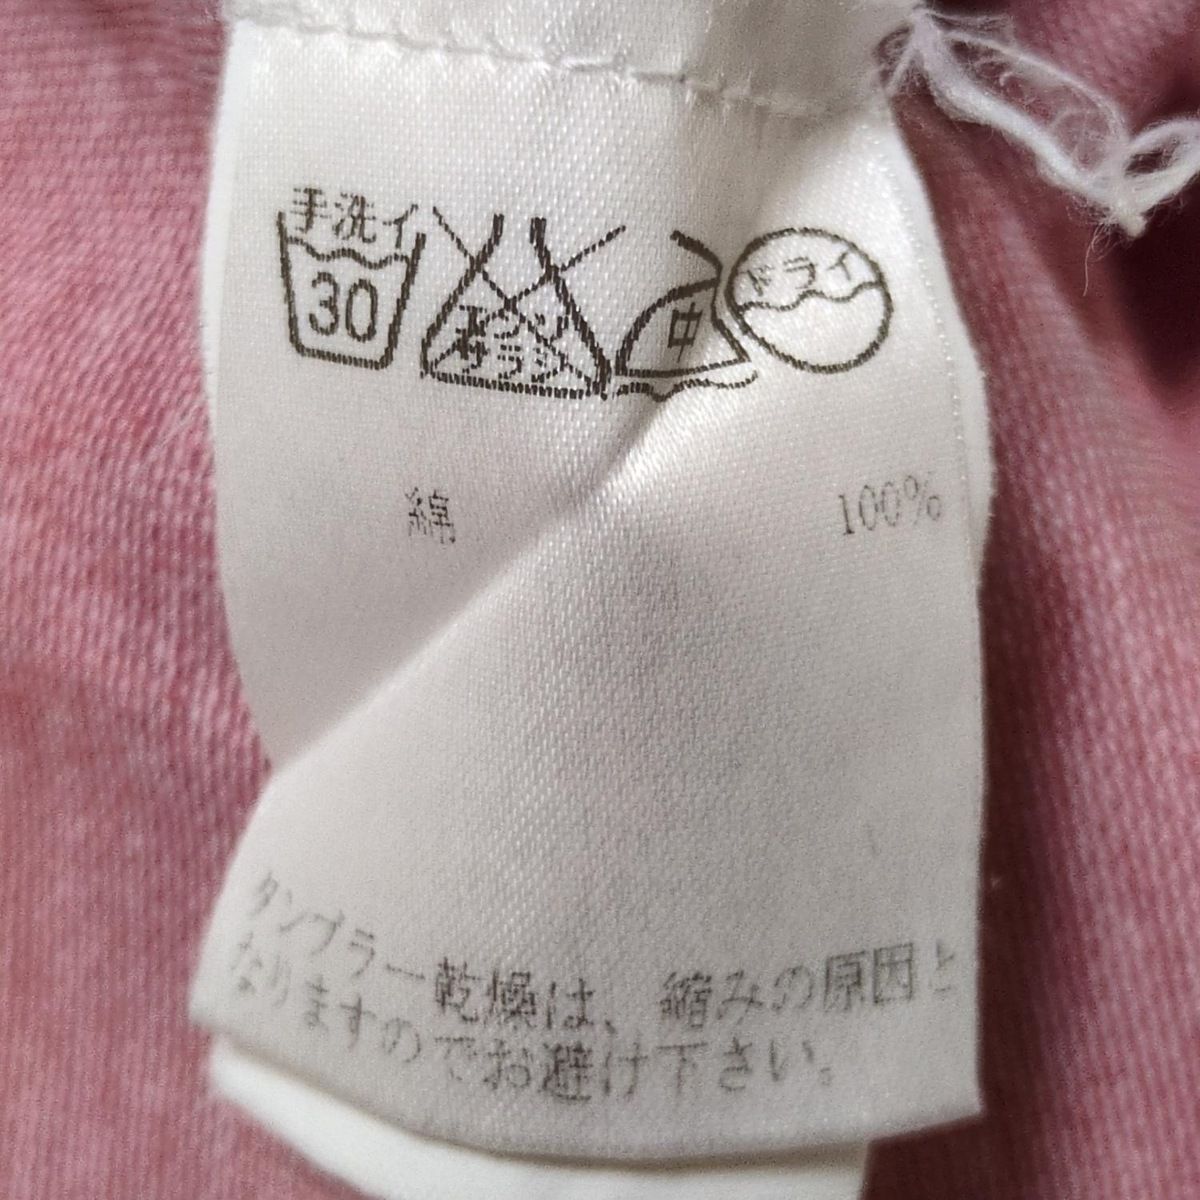 手洗イ
30
エンソ
サラシ
中
ドライ
綿 100%
タンブラー乾燥は、縮みの原因と
なりますのでお避け下さい。